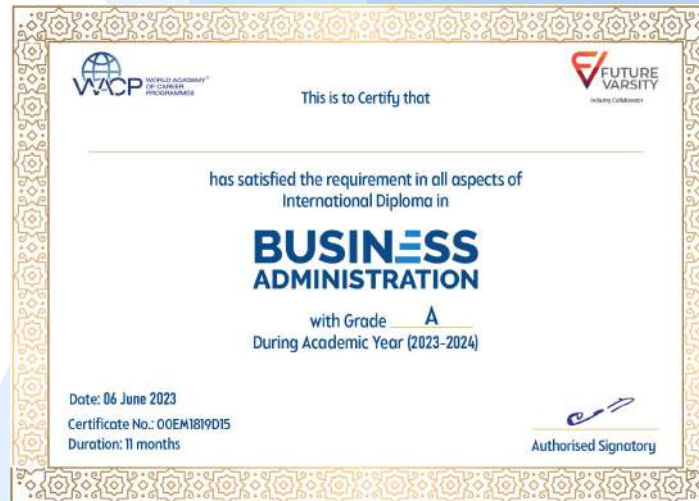 WACP WORLD ACADEMY®
OF CAREER
PROGRAMMES
FUTURE
VARSITY
Industry Collaborator
This is to Certify that
has satisfied the requirement in all aspects of
International Diploma in
BUSINESS
ADMINISTRATION
with Grade A
During Academic Year (2023-2024)
Date: 06 June 2023
Certificate No.: 00EM1819D15
Duration: 11 months
Authorised Signatory